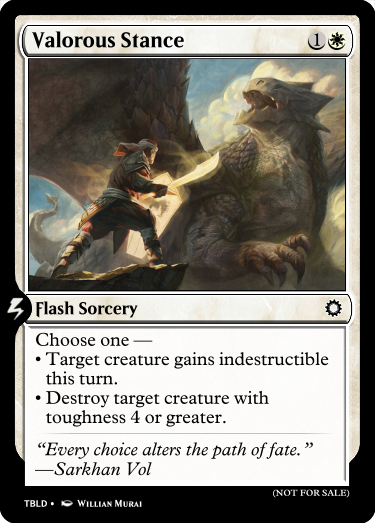 Valorous Stance 1
Flash Sorcery
Choose one —
• Target creature gains indestructible
this turn.
• Destroy target creature with
toughness 4 or greater.
“Every choice alters the path of fate.”
—Sarkhan Vol
(NOT FOR SALE)
TBLD • Willian Murai